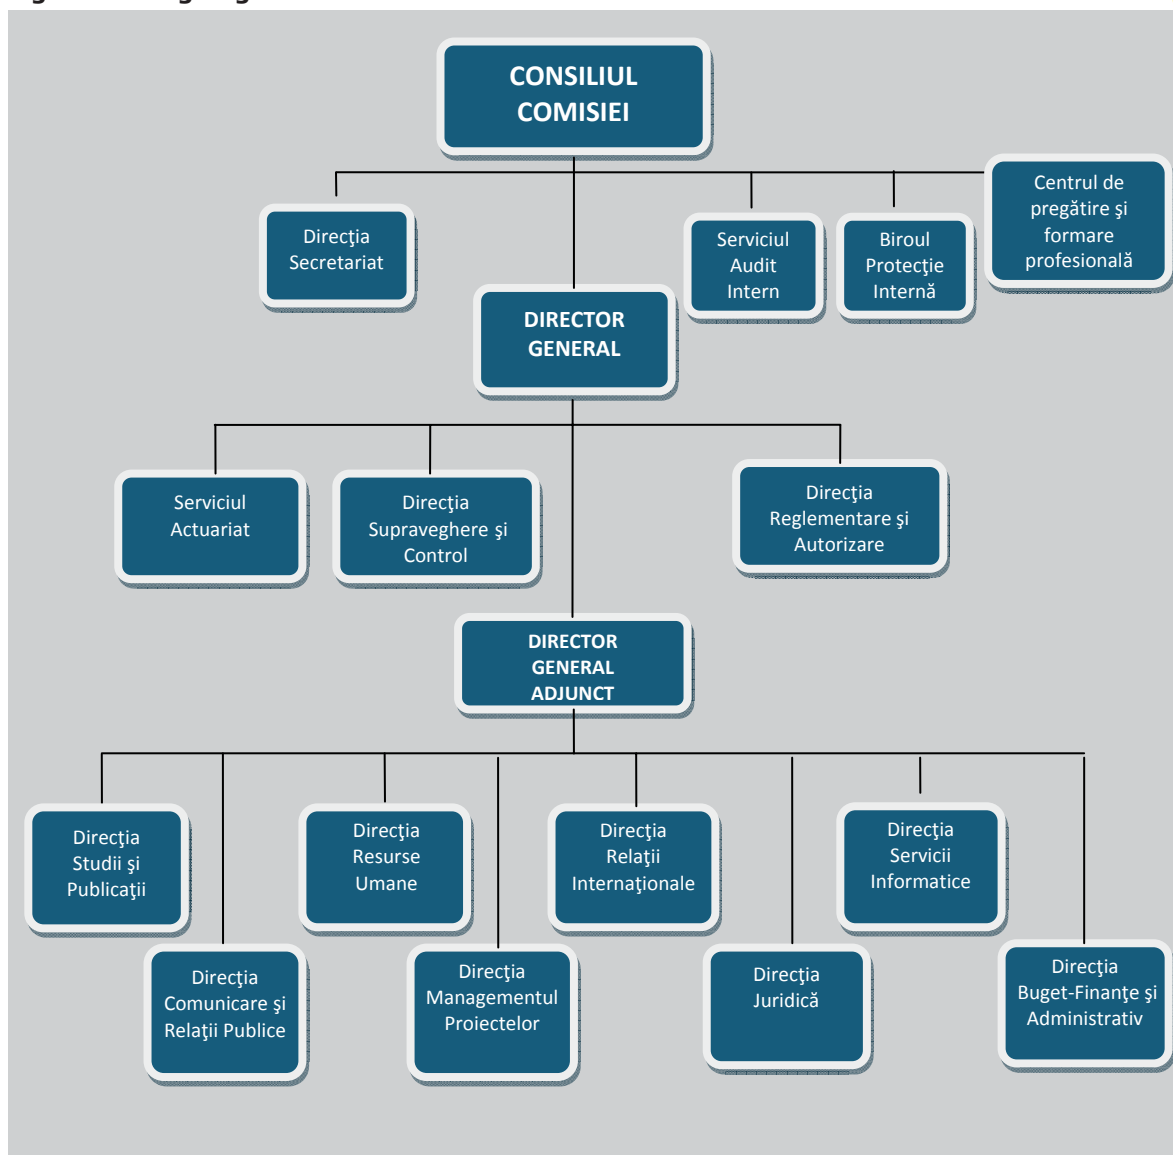 CONSILIUL
COMISIEI
Direcţia
Secretariat
Serviciul
Audit
Intern
Biroul
Protecţie
Internă
Centrul de
pregătire şi
formare
profesională
DIRECTOR
GENERAL
Serviciul
Actuariat
Direcţia
Supraveghere şi
Control
Direcţia
Reglementare şi
Autorizare
DIRECTOR
GENERAL
ADJUNCT
Direcţia
Studii şi
Publicaţii
Direcţia
Resurse
Umane
Direcţia
Relaţii
Internaţionale
Direcţia
Servicii
Informatice
Direcţia
Comunicare şi
Relaţii Publice
Direcţia
Managementul
Proiectelor
Direcţia
Juridică
Direcţia
Buget-Finanţe şi
Administrativ